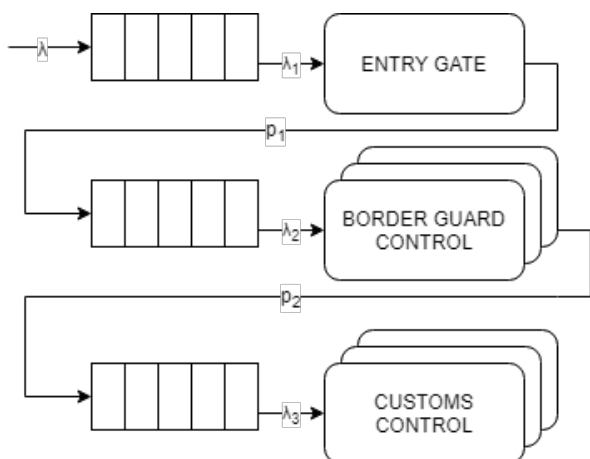 λ
λ₁
ENTRY GATE
p₁
λ₂
BORDER GUARD
CONTROL
p₂
λ₃
CUSTOMS
CONTROL